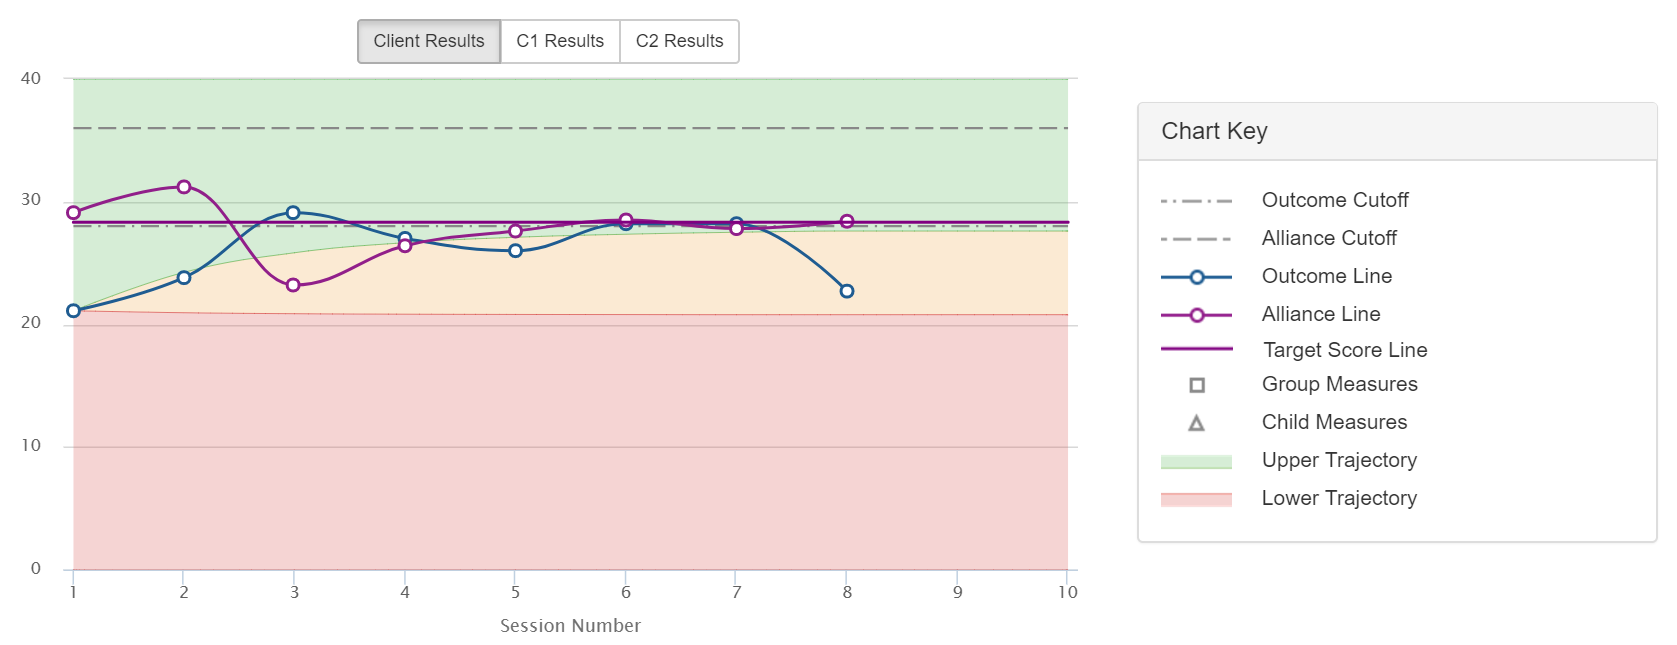 Client Results C1 Results C2 Results
40
30
20
10
0
1 2 3 4 5 6 7 8 9 10
Session Number
Chart Key
Outcome Cutoff
Alliance Cutoff
Outcome Line
Alliance Line
Target Score Line
Group Measures
Child Measures
Upper Trajectory
Lower Trajectory